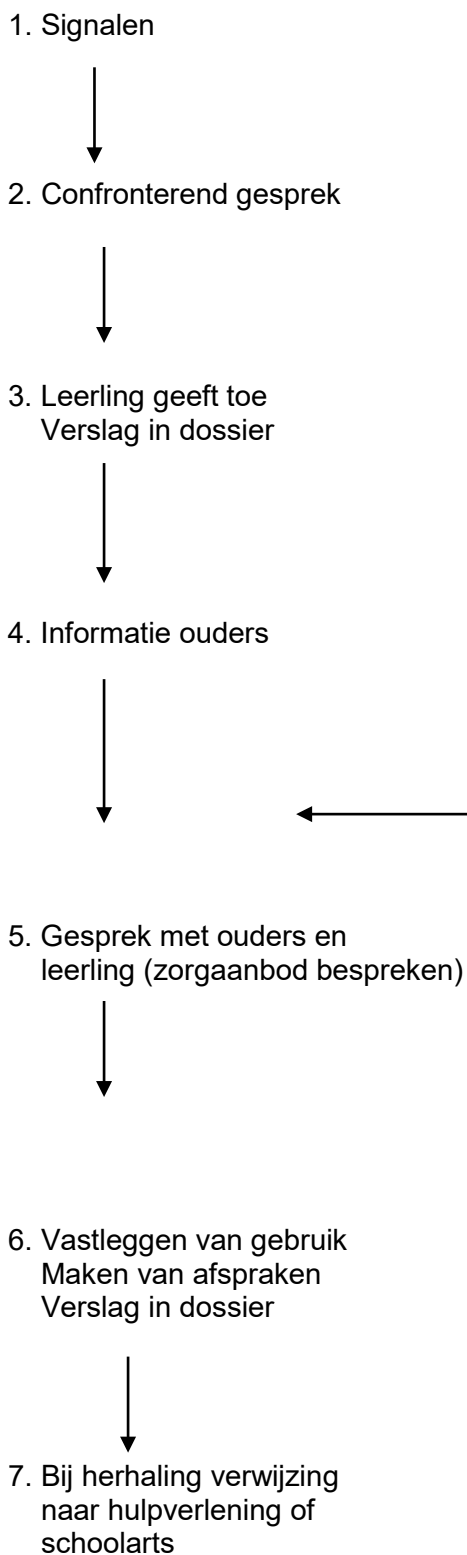 1. Signalen
2. Confronterend gesprek
3. Leerling geeft toe
Verslag in dossier
4. Informatie ouders
5. Gesprek met ouders en
leerling (zorgaanbod bespreken)
6. Vastleggen van gebruik
Maken van afspraken
Verslag in dossier
7. Bij herhaling verwijzing
naar hulpverlening of
schoolarts